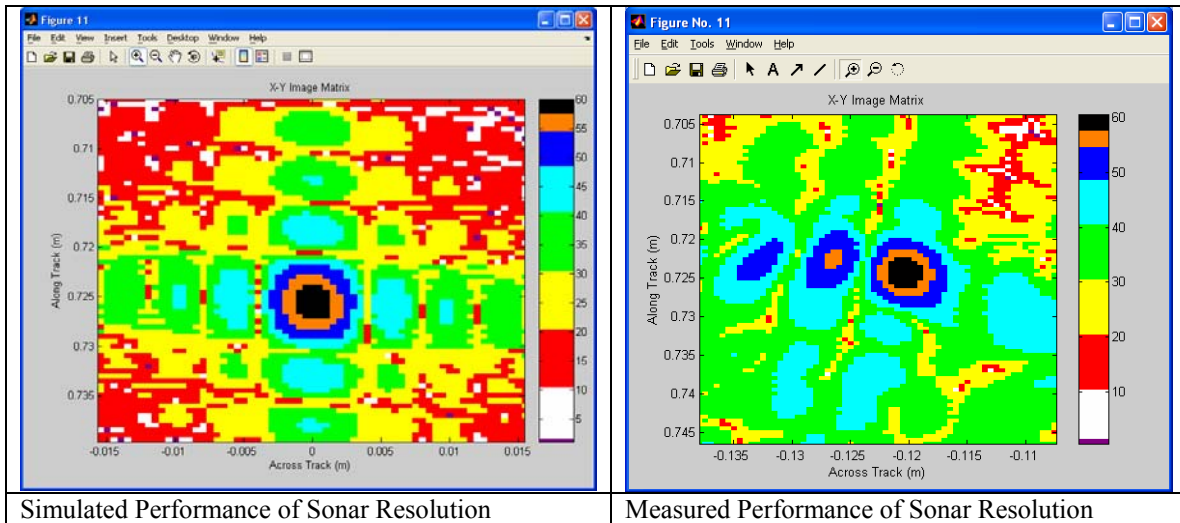 Figure 11
File Edit View Insert Tools Desktop Window Help
X-Y Image Matrix
0.705
0.71
0.715
0.72
0.725
0.73
0.735
Along Track (m)
-0.015 -0.01 -0.005 0 0.005 0.01 0.015
Across Track (m)
60
55
50
45
40
35
30
25
20
15
10
5
Simulated Performance of Sonar Resolution
Figure No. 11
File Edit Tools Window Help
A
X-Y Image Matrix
0.705
0.71
0.715
0.72
0.725
0.73
0.735
0.74
0.745
Along Track (m)
-0.135 -0.13 -0.125 -0.12 -0.115 -0.11
Across Track (m)
60
50
40
30
20
10
Measured Performance of Sonar Resolution